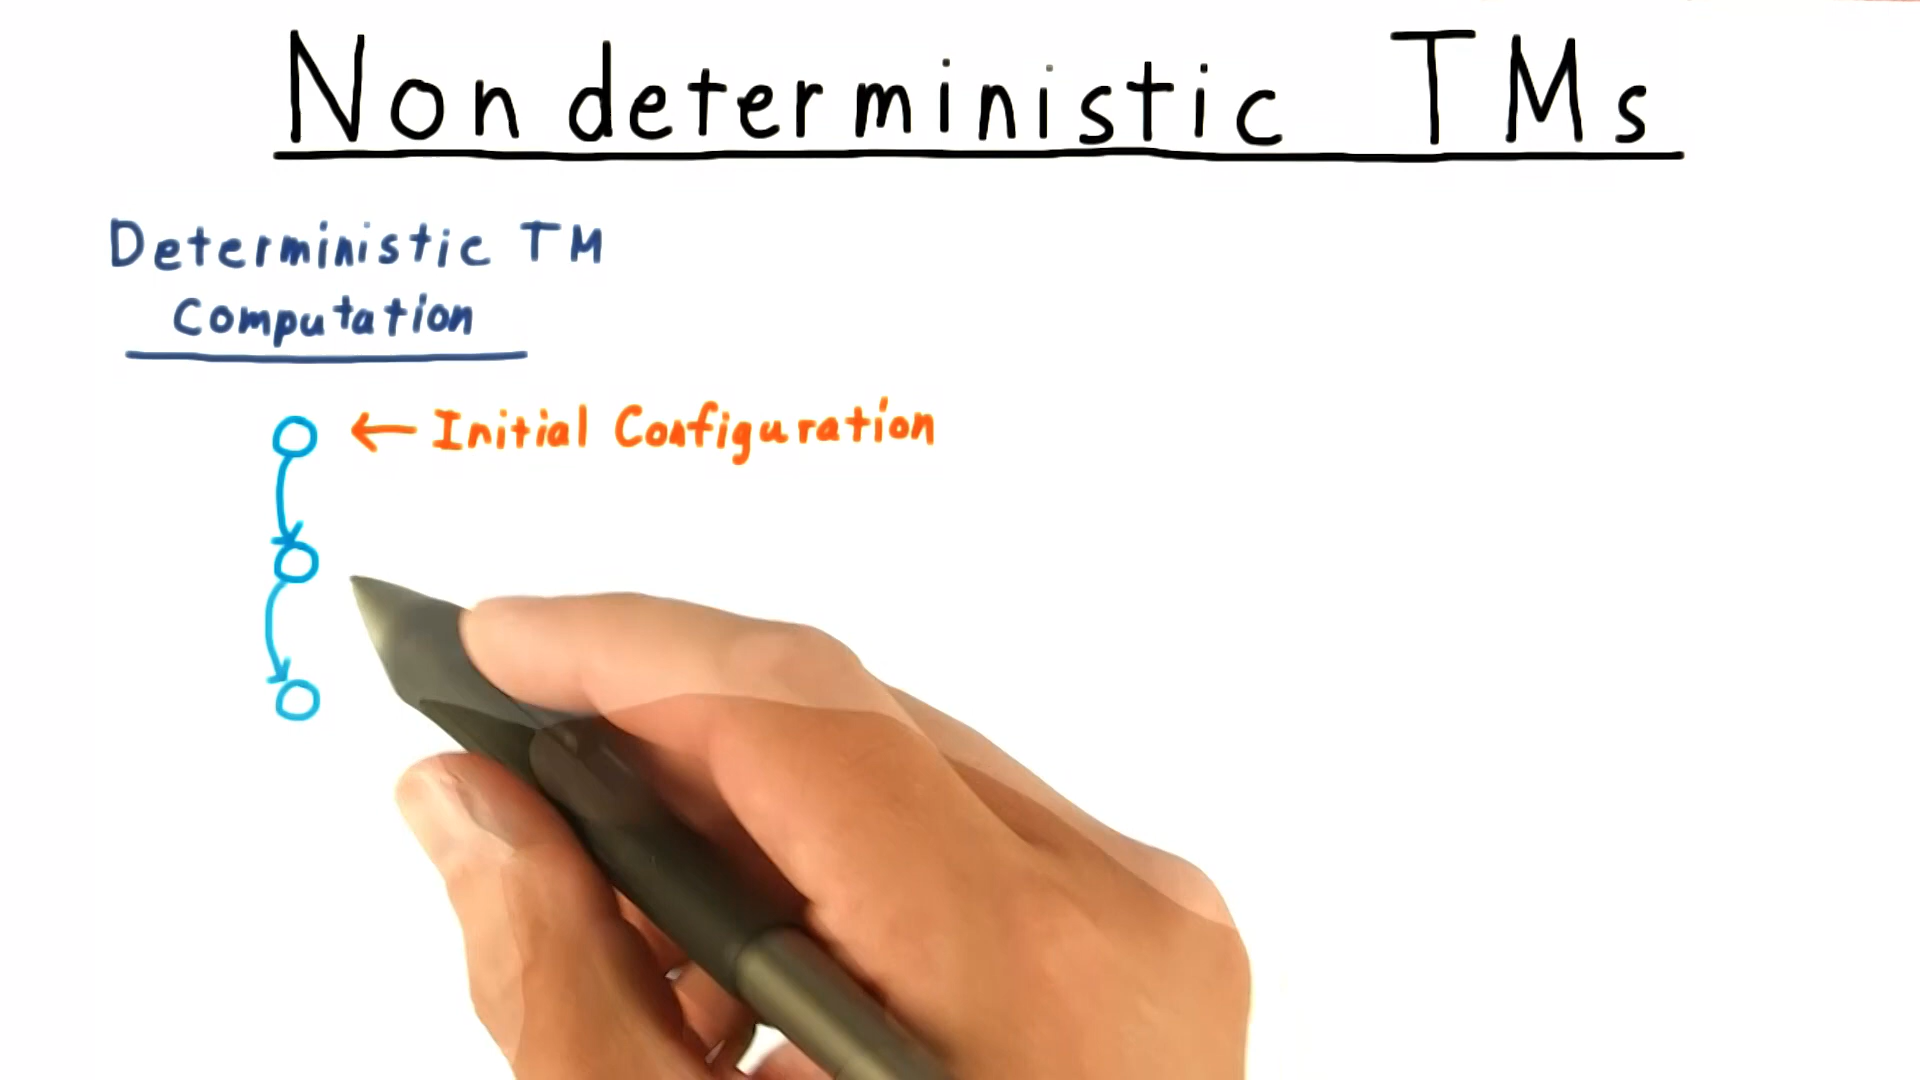 Nondeterministic TMs
Deterministic TM
Computation
← Initial Configuration